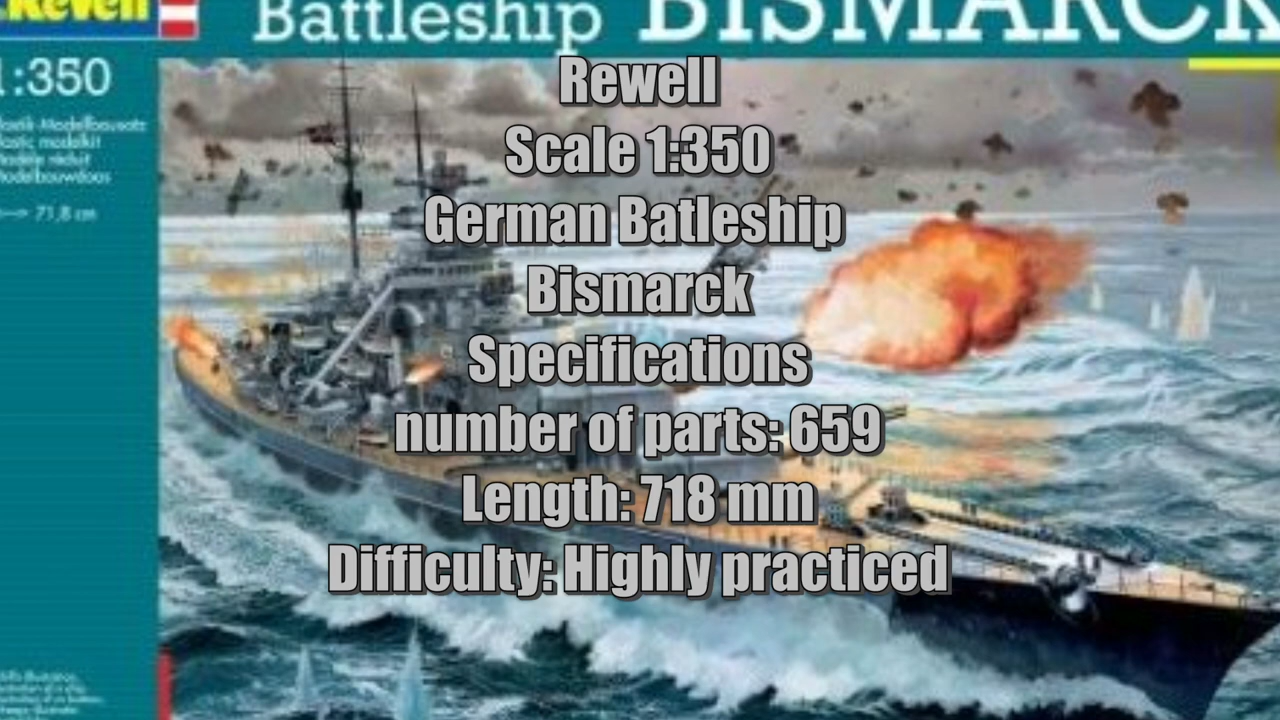 Revell
Battleship BISMARCK
1:350
71,8 cm
Rewell
Scale 1:350
German Batleship
Bismarck
Specifications
number of parts: 659
Length: 718 mm
Difficulty: Highly practiced